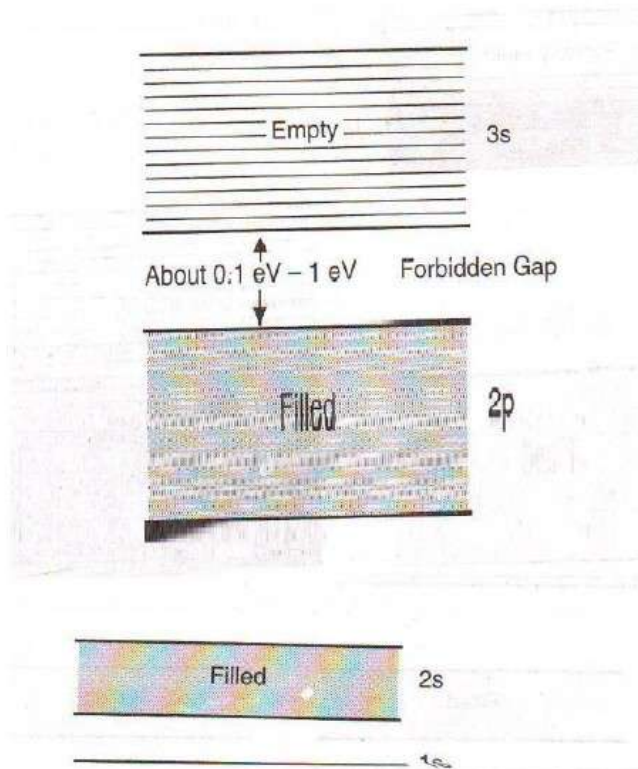 Empty
3s
About 0.1 eV – 1 eV Forbidden Gap
Filled
2p
Filled
2s